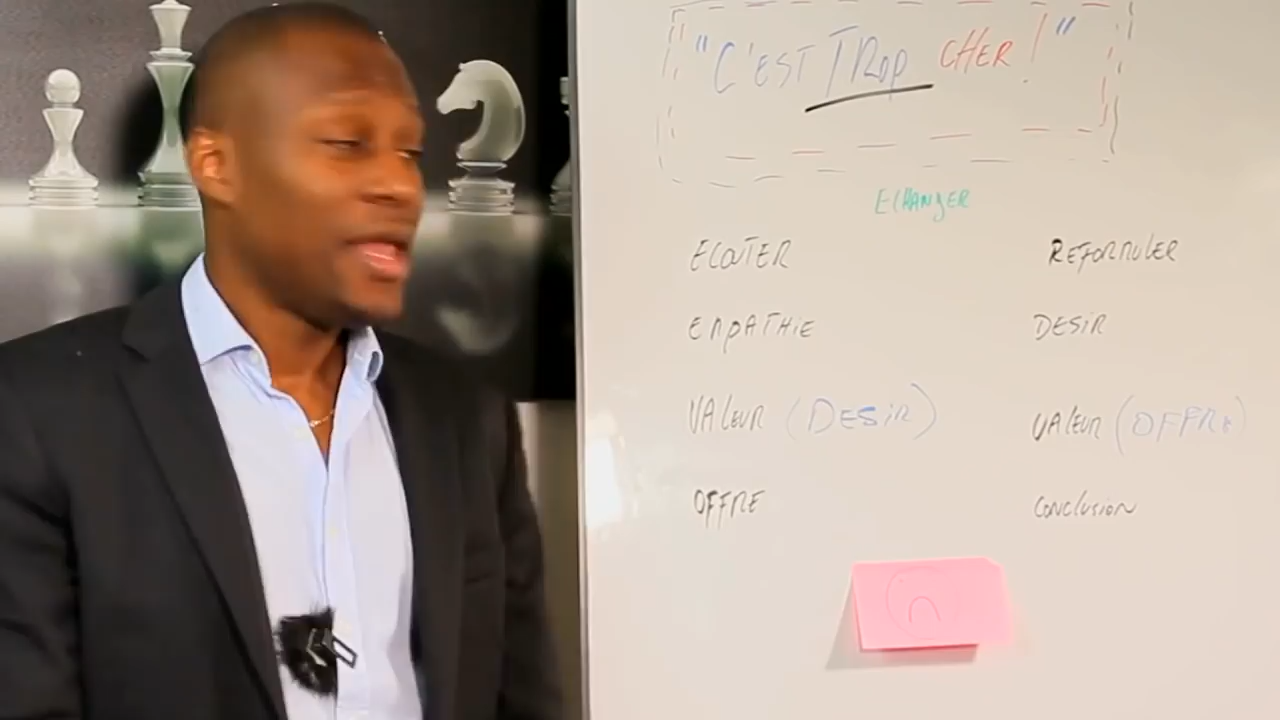 "C'EST TROP CHER !"
ECHANGER
ECOUTER REFORMULER
EMPATHIE DESIR
VALEUR (DESIR) VALEUR (OFFRE)
OFFRE CONCLUSION